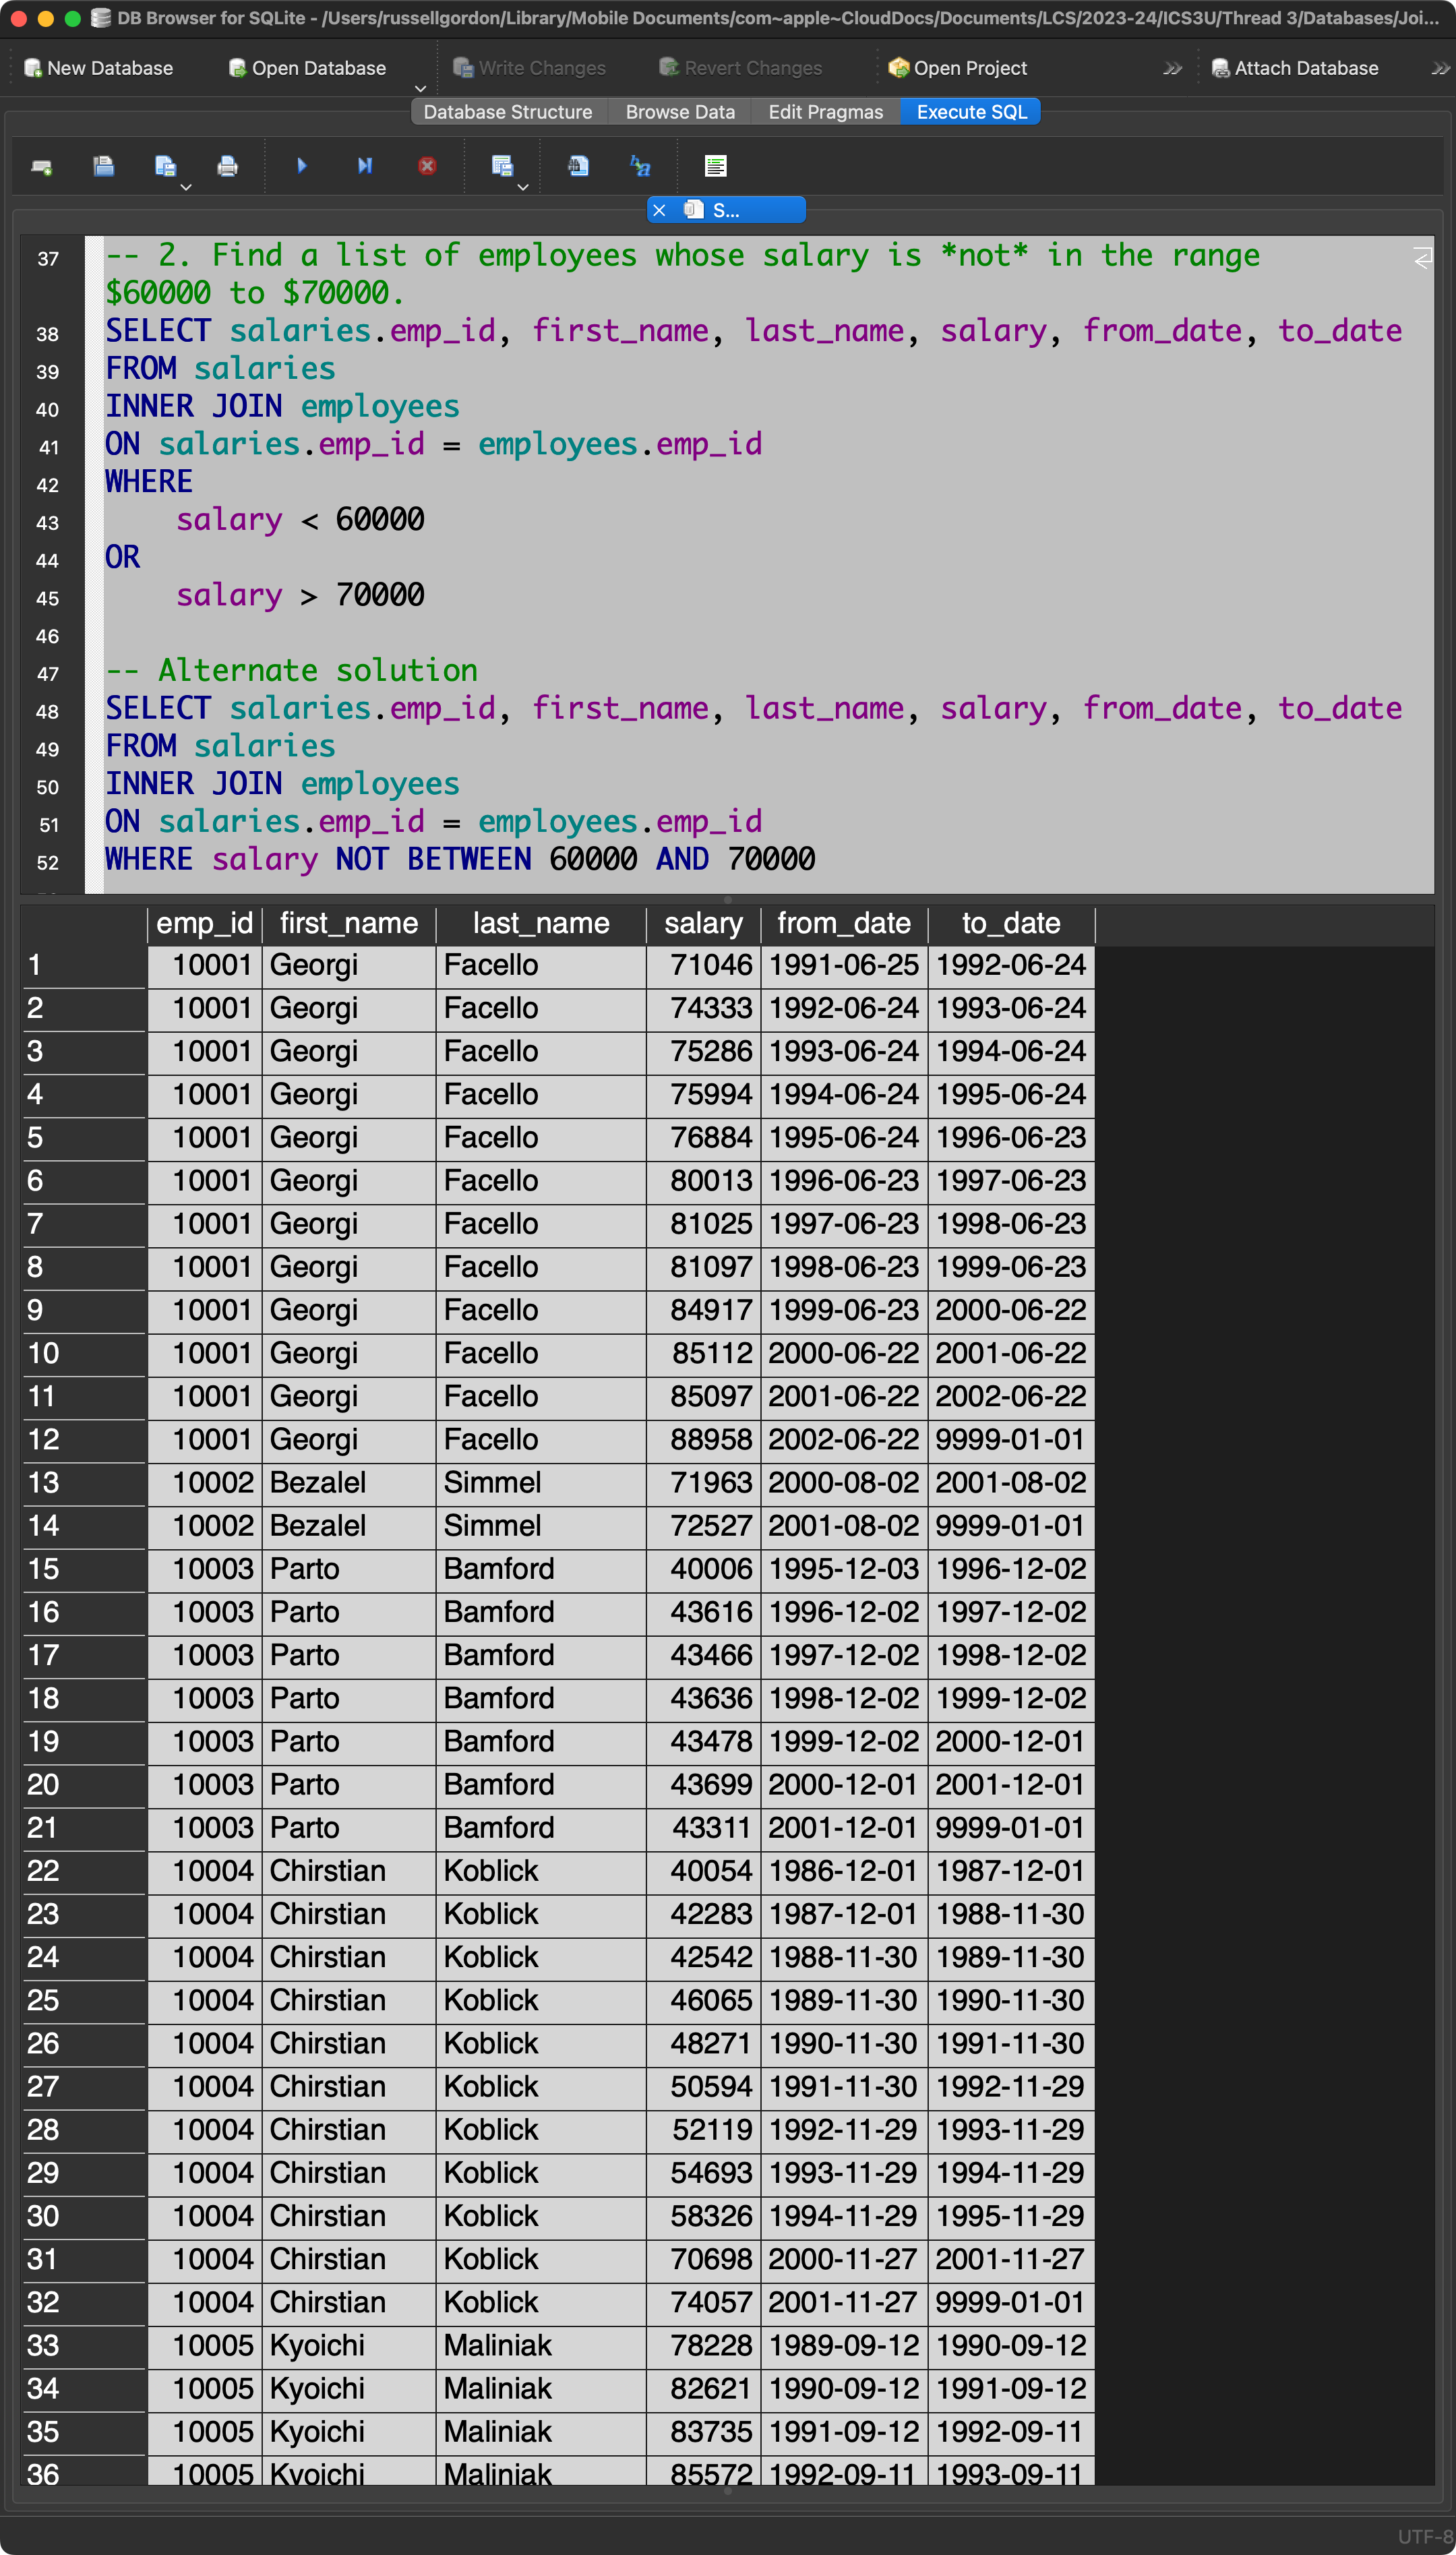 DB Browser for SQLite - /Users/russellgordon/Library/Mobile Documents/com~apple~CloudDocs/Documents/LCS/2023-24/ICS3U/Thread 3/Databases/Joi...
New Database Open Database Write Changes Revert Changes Open Project Attach Database
Database Structure Browse Data Edit Pragmas Execute SQL
S...
37 -- 2. Find a list of employees whose salary is *not* in the range
$60000 to $70000.
38 SELECT salaries.emp_id, first_name, last_name, salary, from_date, to_date
39 FROM salaries
40 INNER JOIN employees
41 ON salaries.emp_id = employees.emp_id
42 WHERE
43 salary < 60000
44 OR
45 salary > 70000
46
47 -- Alternate solution
48 SELECT salaries.emp_id, first_name, last_name, salary, from_date, to_date
49 FROM salaries
50 INNER JOIN employees
51 ON salaries.emp_id = employees.emp_id
52 WHERE salary NOT BETWEEN 60000 AND 70000
emp_id first_name last_name salary from_date to_date
1 10001 Georgi Facello 71046 1991-06-25 1992-06-24
2 10001 Georgi Facello 74333 1992-06-24 1993-06-24
3 10001 Georgi Facello 75286 1993-06-24 1994-06-24
4 10001 Georgi Facello 75994 1994-06-24 1995-06-24
5 10001 Georgi Facello 76884 1995-06-24 1996-06-23
6 10001 Georgi Facello 80013 1996-06-23 1997-06-23
7 10001 Georgi Facello 81025 1997-06-23 1998-06-23
8 10001 Georgi Facello 81097 1998-06-23 1999-06-23
9 10001 Georgi Facello 84917 1999-06-23 2000-06-22
10 10001 Georgi Facello 85112 2000-06-22 2001-06-22
11 10001 Georgi Facello 85097 2001-06-22 2002-06-22
12 10001 Georgi Facello 88958 2002-06-22 9999-01-01
13 10002 Bezalel Simmel 71963 2000-08-02 2001-08-02
14 10002 Bezalel Simmel 72527 2001-08-02 9999-01-01
15 10003 Parto Bamford 40006 1995-12-03 1996-12-02
16 10003 Parto Bamford 43616 1996-12-02 1997-12-02
17 10003 Parto Bamford 43466 1997-12-02 1998-12-02
18 10003 Parto Bamford 43636 1998-12-02 1999-12-02
19 10003 Parto Bamford 43478 1999-12-02 2000-12-01
20 10003 Parto Bamford 43699 2000-12-01 2001-12-01
21 10003 Parto Bamford 43311 2001-12-01 9999-01-01
22 10004 Chirstian Koblick 40054 1986-12-01 1987-12-01
23 10004 Chirstian Koblick 42283 1987-12-01 1988-11-30
24 10004 Chirstian Koblick 42542 1988-11-30 1989-11-30
25 10004 Chirstian Koblick 46065 1989-11-30 1990-11-30
26 10004 Chirstian Koblick 48271 1990-11-30 1991-11-30
27 10004 Chirstian Koblick 50594 1991-11-30 1992-11-29
28 10004 Chirstian Koblick 52119 1992-11-29 1993-11-29
29 10004 Chirstian Koblick 54693 1993-11-29 1994-11-29
30 10004 Chirstian Koblick 58326 1994-11-29 1995-11-29
31 10004 Chirstian Koblick 70698 2000-11-27 2001-11-27
32 10004 Chirstian Koblick 74057 2001-11-27 9999-01-01
33 10005 Kyoichi Maliniak 78228 1989-09-12 1990-09-12
34 10005 Kyoichi Maliniak 82621 1990-09-12 1991-09-12
35 10005 Kyoichi Maliniak 83735 1991-09-12 1992-09-11
36 10005 Kyoichi Maliniak 85572 1992-09-11 1993-09-11
UTF-8